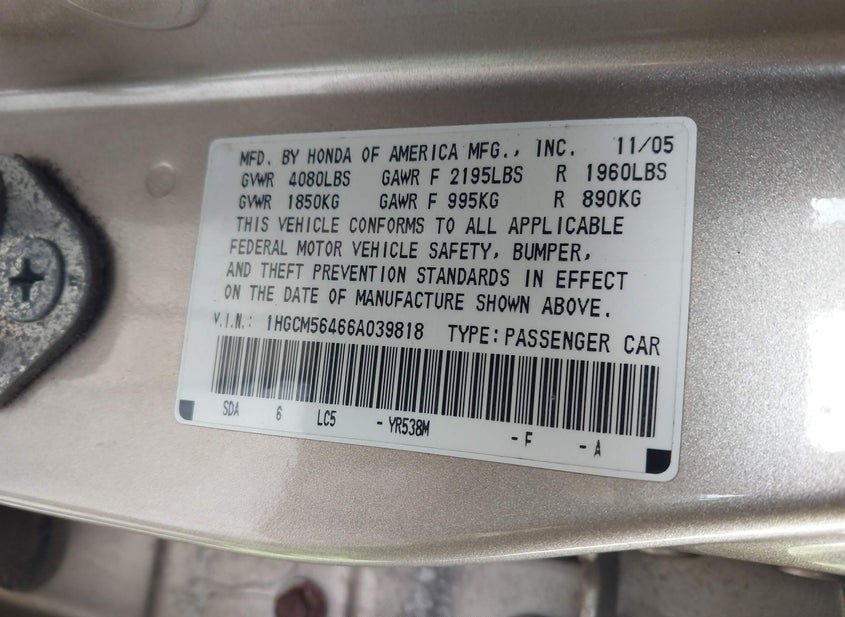 MFD. BY HONDA OF AMERICA MFG., INC. 11/05
GVWR 4080LBS GAWR F 2195LBS R 1960LBS
GVWR 1850KG GAWR F 995KG R 890KG
THIS VEHICLE CONFORMS TO ALL APPLICABLE
FEDERAL MOTOR VEHICLE SAFETY, BUMPER,
AND THEFT PREVENTION STANDARDS IN EFFECT
ON THE DATE OF MANUFACTURE SHOWN ABOVE.
V.I.N.: 1HGCM56466A039818 TYPE: PASSENGER CAR
SDA 6 LC5 -YR538M -F -A